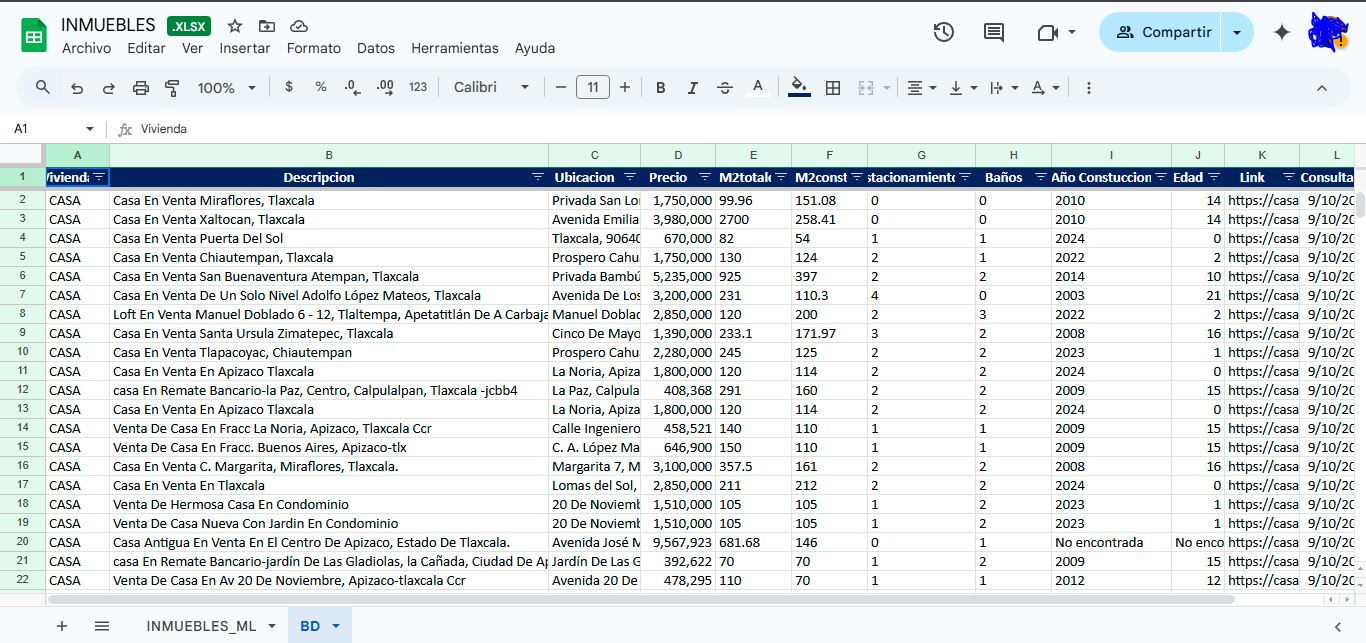 INMUEBLES .XLSX
Archivo Editar Ver Insertar Formato Datos Herramientas Ayuda
Compartir
100% $ % .0 .00 123 Calibri − 11 + B I S A
A1 fx Vivienda
A B C D E F G H I J K L
1 Descripcion Ubicacion Precio M2totale M2const stacionamiento Baños Año Constuccion Edad Link Consulta
2 CASA Casa En Venta Miraflores, Tlaxcala Privada San Lo 1,750,000 99.96 151.08 0 0 2010 14 https://casa 9/10/20
3 CASA Casa En Venta Xaltocan, Tlaxcala Avenida Emilia 3,980,000 2700 258.41 0 0 2010 14 https://casa 9/10/20
4 CASA Casa En Venta Puerta Del Sol Tlaxcala, 90640 670,000 82 54 1 1 2024 0 https://casa 9/10/20
5 CASA Casa En Venta Chiautempan, Tlaxcala Prospero Cahu 1,750,000 130 124 2 1 2022 2 https://casa 9/10/20
6 CASA Casa En Venta San Buenaventura Atempan, Tlaxcala Privada Bambú 5,235,000 925 397 2 2 2014 10 https://casa 9/10/20
7 CASA Casa En Venta De Un Solo Nivel Adolfo López Mateos, Tlaxcala Avenida De Los 3,200,000 231 110.3 4 0 2003 21 https://casa 9/10/20
8 CASA Loft En Venta Manuel Doblado 6 - 12, Tlaltempa, Apetatitlán De A Carbaja Manuel Doblac 2,850,000 120 200 2 3 2022 2 https://casa 9/10/20
9 CASA Casa En Venta Santa Ursula Zimatepec, Tlaxcala Cinco De Mayo 1,390,000 233.1 171.97 3 2 2008 16 https://casa 9/10/20
10 CASA Casa En Venta Tlapacoyac, Chiautempan Prospero Cahu 2,280,000 245 125 2 2 2023 1 https://casa 9/10/20
11 CASA Casa En Venta En Apizaco Tlaxcala La Noria, Apiza 1,800,000 120 114 2 2 2024 0 https://casa 9/10/20
12 CASA casa En Remate Bancario-la Paz, Centro, Calpulalpan, Tlaxcala -jcbb4 La Paz, Calpula 408,368 291 160 2 2 2009 15 https://casa 9/10/20
13 CASA Casa En Venta En Apizaco Tlaxcala La Noria, Apiza 1,800,000 120 114 2 2 2024 0 https://casa 9/10/20
14 CASA Venta De Casa En Fracc La Noria, Apizaco, Tlaxcala Ccr Calle Ingeniero 458,521 140 110 1 1 2009 15 https://casa 9/10/20
15 CASA Venta De Casa En Fracc. Buenos Aires, Apizaco-tlx C. A. López Ma 646,900 150 110 1 1 2009 15 https://casa 9/10/20
16 CASA Casa En Venta C. Margarita, Miraflores, Tlaxcala. Margarita 7, M 3,100,000 357.5 161 2 2 2008 16 https://casa 9/10/20
17 CASA Casa En Venta En Tlaxcala Lomas del Sol, 2,850,000 211 212 2 2 2024 0 https://casa 9/10/20
18 CASA Venta De Hermosa Casa En Condominio 20 De Noviemb 1,510,000 105 105 1 2 2023 1 https://casa 9/10/20
19 CASA Venta De Casa Nueva Con Jardin En Condominio 20 De Noviemb 1,510,000 105 105 1 2 2023 1 https://casa 9/10/20
20 CASA Casa Antigua En Venta En El Centro De Apizaco, Estado De Tlaxcala. Avenida José M 9,567,923 681.68 146 0 1 No encontrada No enco https://casa 9/10/20
21 CASA casa En Remate Bancario-jardín De Las Gladiolas, la Cañada, Ciudad De Ap Jardín De Las G 392,622 70 70 1 2 2009 15 https://casa 9/10/20
22 CASA Venta De Casa En Av 20 De Noviembre, Apizaco-tlaxcala Ccr Avenida 20 De 478,295 110 70 1 1 2012 12 https://casa 9/10/20
INMUEBLES_ML BD